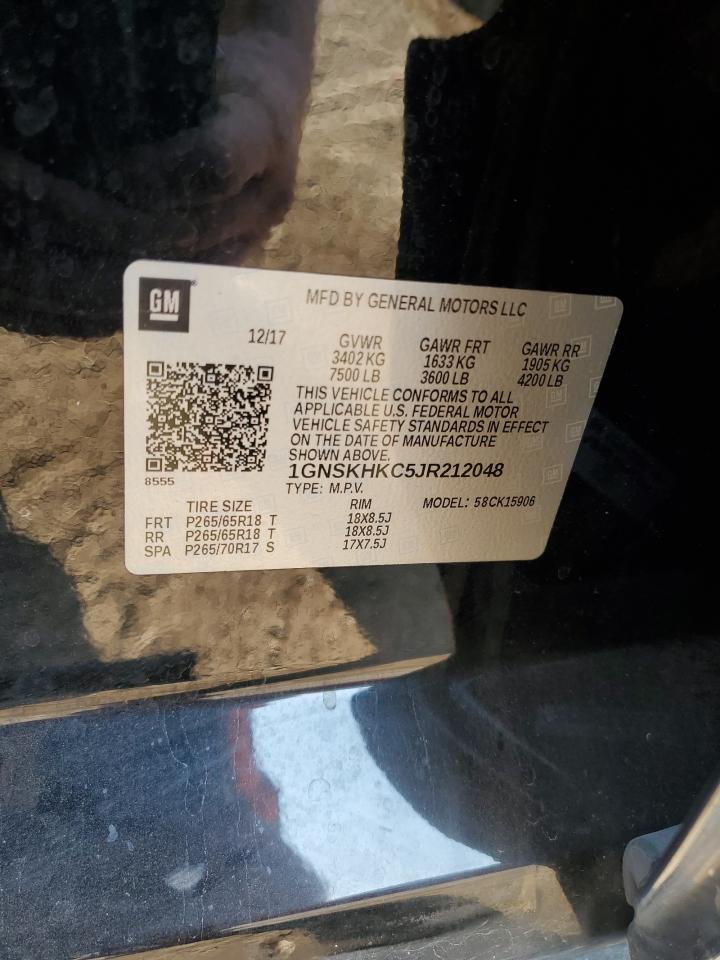 GM
MFD BY GENERAL MOTORS LLC
12/17
GVWR GAWR FRT GAWR RR
3402 KG 1633 KG 1905 KG
7500 LB 3600 LB 4200 LB
THIS VEHICLE CONFORMS TO ALL
APPLICABLE U.S. FEDERAL MOTOR
VEHICLE SAFETY STANDARDS IN EFFECT
ON THE DATE OF MANUFACTURE
SHOWN ABOVE.
1GNSKHKC5JR212048
8555
TYPE: M.P.V. MODEL: 58CK15906
TIRE SIZE RIM
FRT P265/65R18 T 18X8.5J
RR P265/65R18 T 18X8.5J
SPA P265/70R17 S 17X7.5J